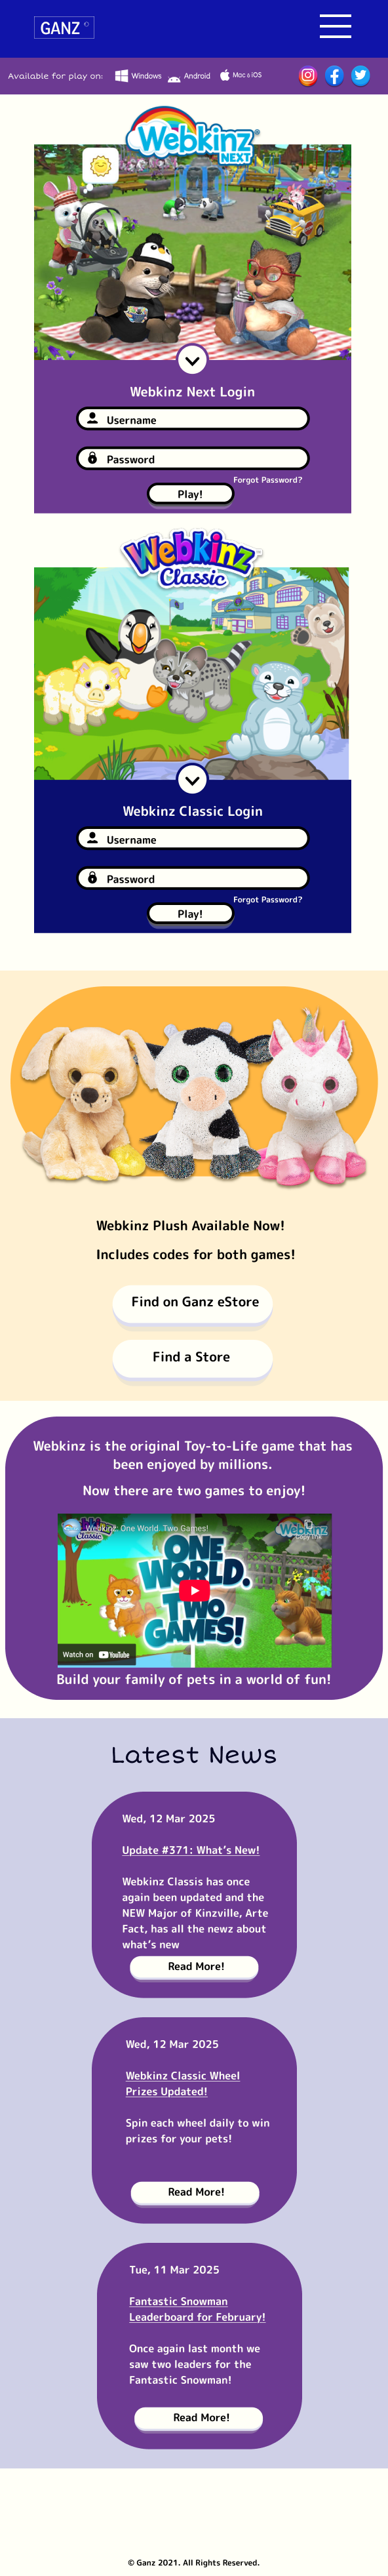 GANZ ©
Available for play on: Windows Android Mac & iOS
Webkinz
NEXT
Webkinz Next Login
Username
Password
Forgot Password?
Play!
Webkinz™
Classic
Webkinz Classic Login
Username
Password
Forgot Password?
Play!
Webkinz Plush Available Now!
Includes codes for both games!
Find on Ganz eStore
Find a Store
Webkinz is the original Toy-to-Life game that has
been enjoyed by millions.
Now there are two games to enjoy!
One World. Two Games!
Classic
Webkinz
ONE
WORLD.
TWO
GAMES!
Watch on YouTube
Build your family of pets in a world of fun!
Latest News
Wed, 12 Mar 2025
Update #371: What's New!
Webkinz Classis has once
again been updated and the
NEW Major of Kinzville, Arte
Fact, has all the newz about
what's new
Read More!
Wed, 12 Mar 2025
Webkinz Classic Wheel
Prizes Updated!
Spin each wheel daily to win
prizes for your pets!
Read More!
Tue, 11 Mar 2025
Fantastic Snowman
Leaderboard for February!
Once again last month we
saw two leaders for the
Fantastic Snowman!
Read More!
© Ganz 2021. All Rights Reserved.